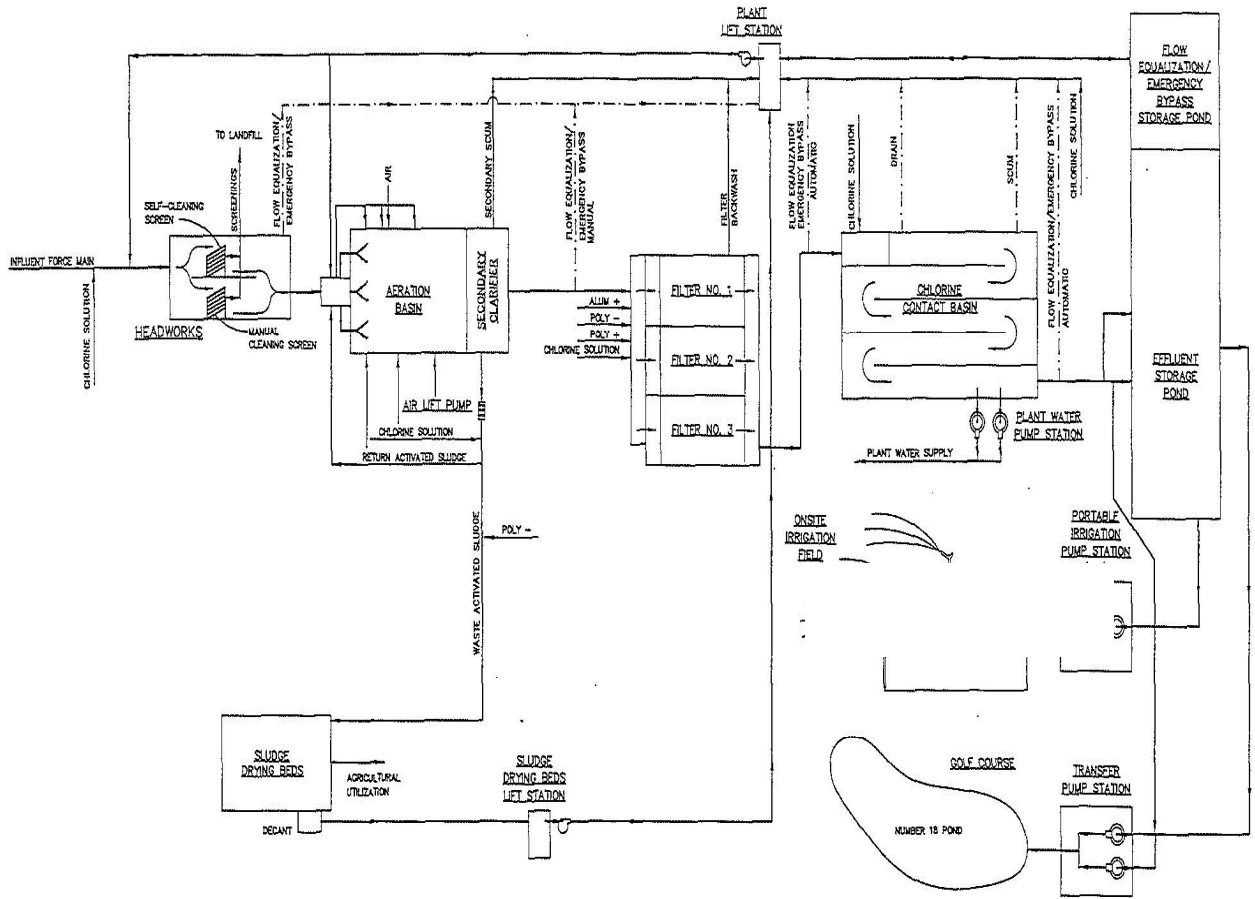 PLANT
LIFT STATION
FLOW
EQUALIZATION/
EMERGENCY
BYPASS
STORAGE POND
TO LANDFILL
SCREENINGS
FLOW EQUALIZATION/
EMERGENCY BYPASS
AIR
SECONDARY SCUM
FLOW EQUALIZATION/
EMERGENCY BYPASS
MANUAL
FILTER
BACKWASH
FLOW EQUALIZATION
EMERGENCY BYPASS
AUTOMATIC
CHLORINE SOLUTION
DRAIN
SCUM
FLOW EQUALIZATION/EMERGENCY BYPASS
AUTOMATIC
CHLORINE SOLUTION
SELF-CLEANING
SCREEN
INFLUENT FORCE MAIN
CHLORINE SOLUTION
HEADWORKS
MANUAL
CLEANING SCREEN
AERATION
BASIN
SECONDARY
CLARIFIER
ALUM +
POLY -
POLY +
CHLORINE SOLUTION
FILTER NO. 1
FILTER NO. 2
FILTER NO. 3
CHLORINE
CONTACT BASIN
EFFLUENT
STORAGE
POND
AIR LIFT PUMP
CHLORINE SOLUTION
RETURN ACTIVATED SLUDGE
PLANT WATER
PUMP STATION
PLANT WATER SUPPLY
WASTE ACTIVATED SLUDGE
POLY -
ONSITE
IRRIGATION
FIELD
PORTABLE
IRRIGATION
PUMP STATION
SLUDGE
DRYING BEDS
AGRICULTURAL
UTILIZATION
DECANT
SLUDGE
DRYING BEDS
LIFT STATION
GOLF COURSE
NUMBER 18 POND
TRANSFER
PUMP STATION